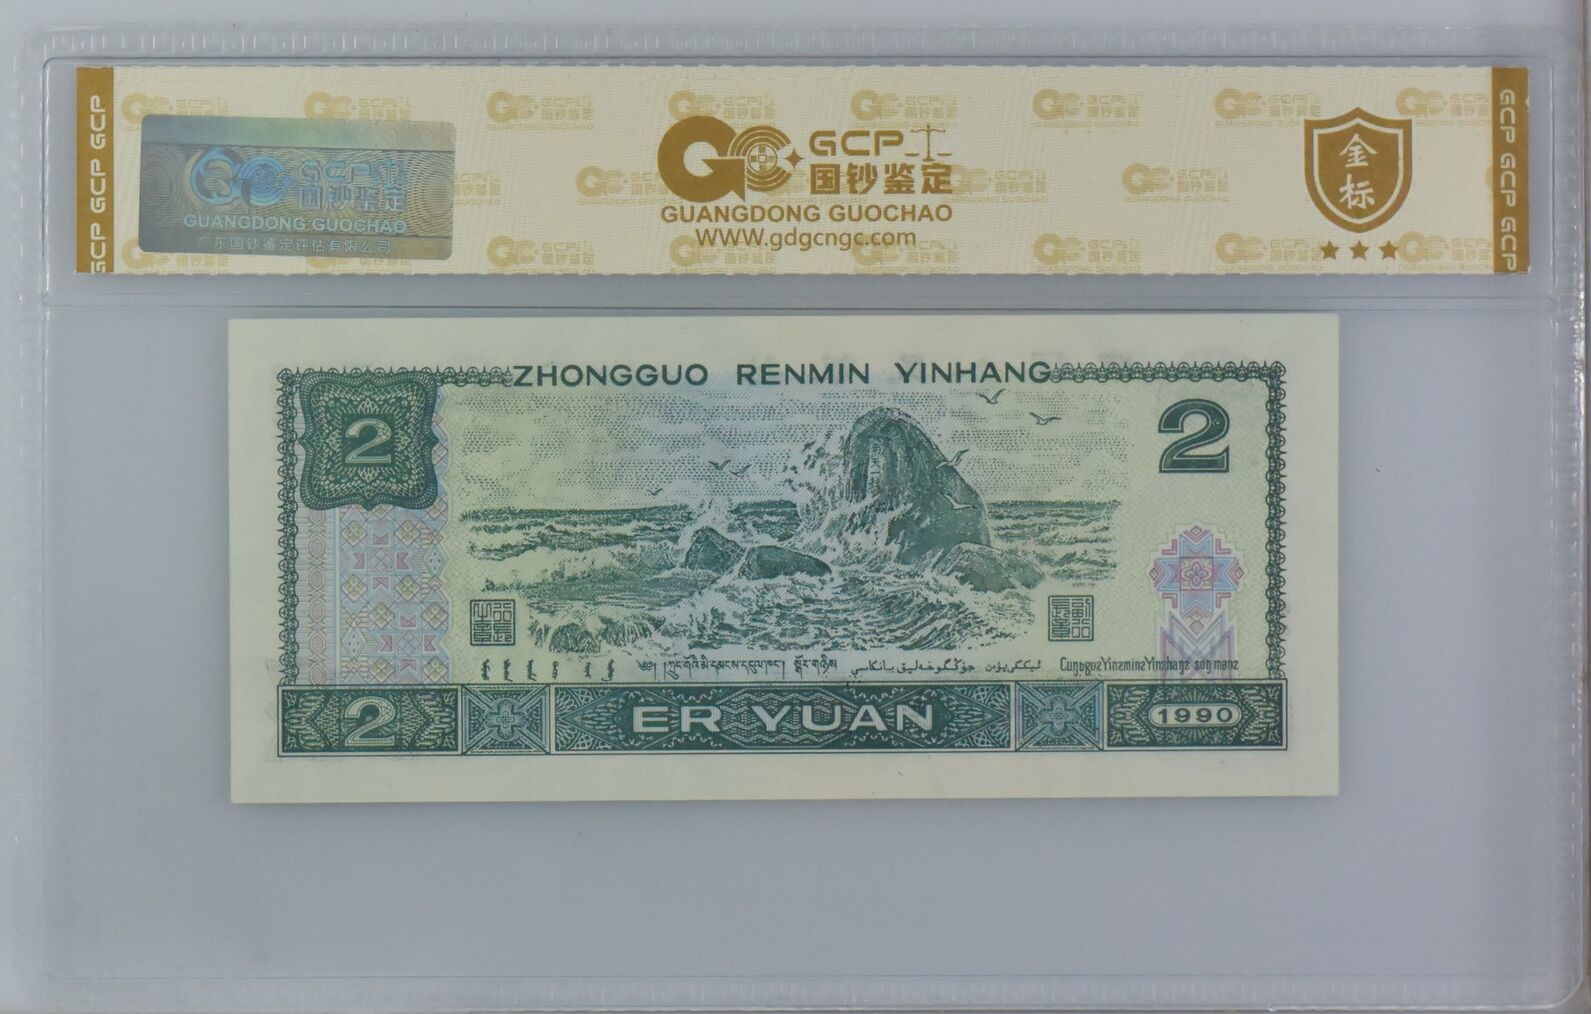 GCP GCP GCP
GCP
国钞鉴定
GUANGDONG GUOCHAO
广东国钞鉴定评估有限公司
GCP
国钞鉴定
GUANGDONG GUOCHAO
WWW.gdgcngc.com
金
标
GCP GCP GCP
ZHONGGUO RENMIN YINHANG
2
2
ER YUAN
2
1990